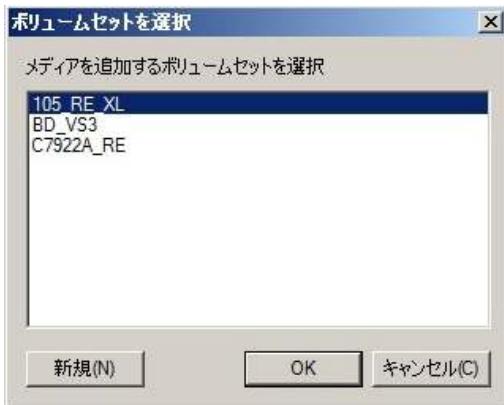 ボリュームセットを選択
メディアを追加するボリュームセットを選択
105_RE_XL
BD_VS3
C7922A_RE
新規(N)
OK
キャンセル(C)